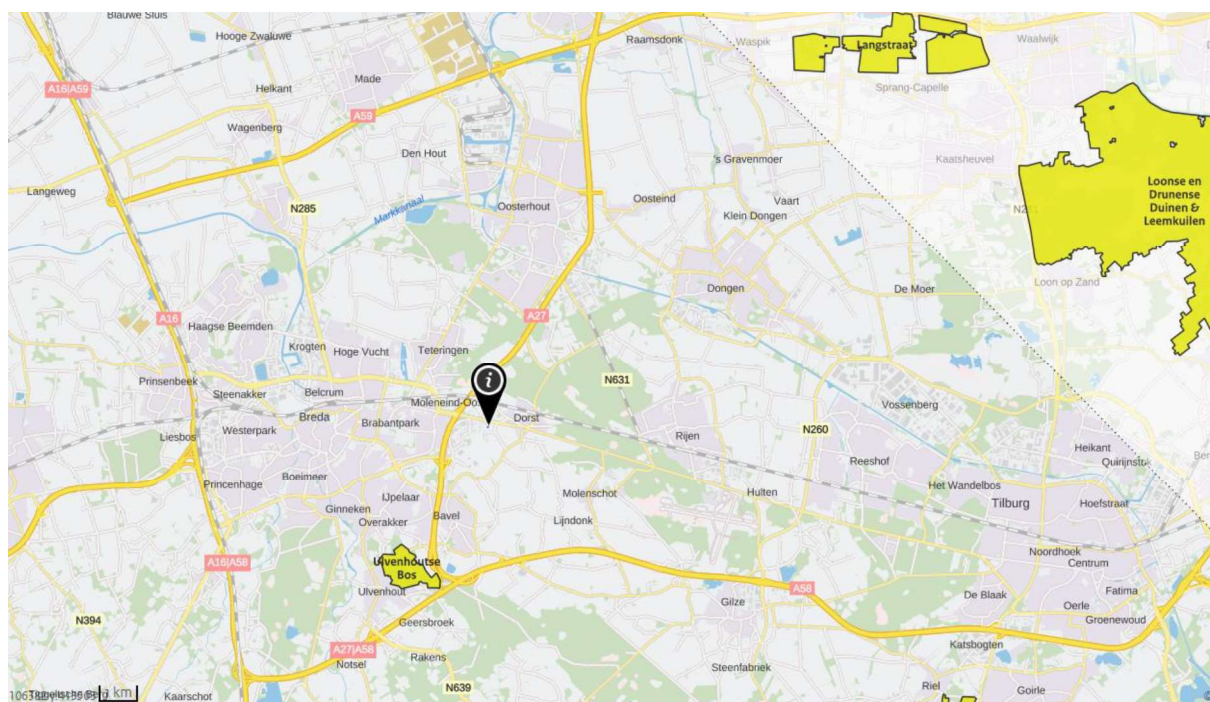 Blauwe Sluis
Hooge Zwaluwe
Raamsdonk
Waspik
Langstraat
Waalwijk
Made
A16|A59
Helkant
Sprang-Capelle
A59
Wagenberg
Den Hout
's Gravenmoer
Kaatsheuvel
Langeweg
Loonse en
Drunense
Duinen &
Leemkuilen
N285
Markkanaal
Oosterhout
Oosteind
Vaart
Klein Dongen
Loon op Zand
Dongen
De Moer
A16
A27
Haagse Beemden
Krogten
Hoge Vucht
Teteringen
Prinsenbeek
Steenakker
Belcrum
i
N631
Moleneind-Oo
Vossenberg
Breda
Brabantpark
Dorst
Westerpark
Liesbos
Rijen
N260
Heikant
Quirijnst
Reeshof
Boeimeer
Princenhage
Het Wandelbos
IJpelaar
Molenschot
Hulten
Tilburg
Hoefstraat
Ginneken
Overakker
Bavel
Lijndonk
Noordhoek
Centrum
A16|A58
Ulvenhoutse
Bos
Ulvenhout
A58
Fatima
De Blaak
Gilze
Oerle
Groenewoud
N394
Geersbroek
A27|A58
Katsbogten
Notsel
Rakens
Steenfabriek
N639
Riel
Goirle
Kaarschot
km